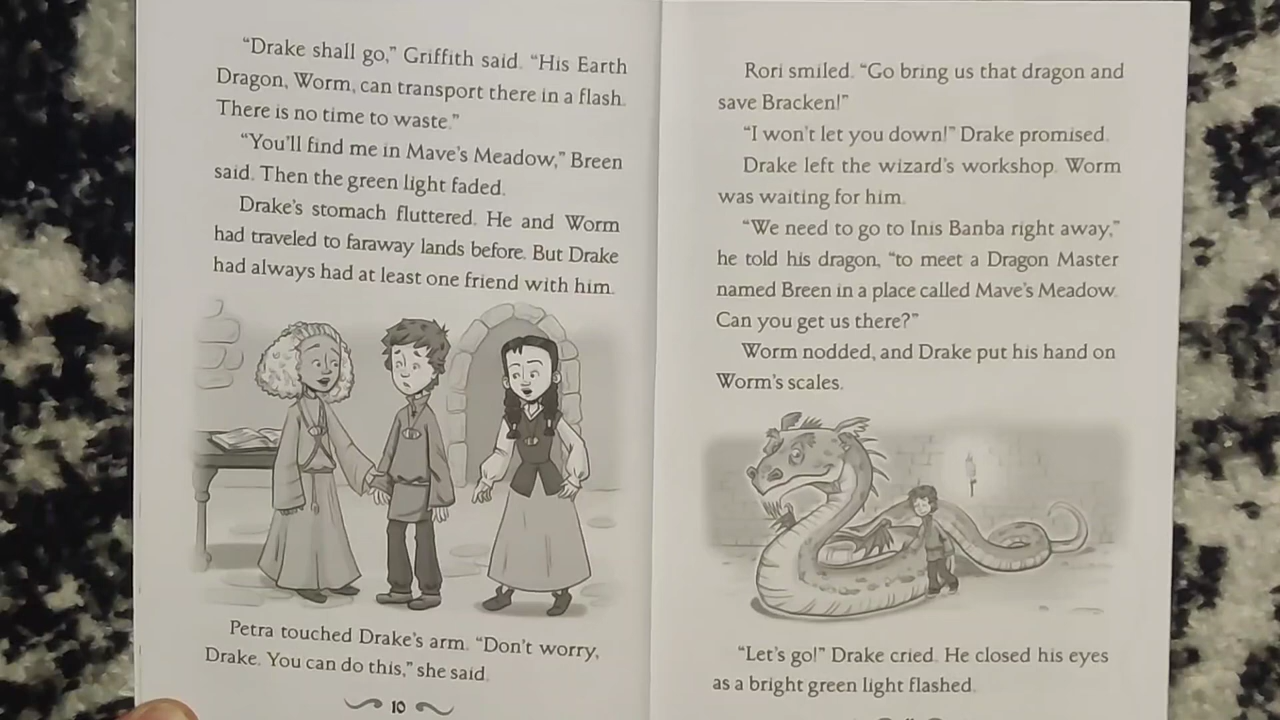 “Drake shall go,” Griffith said. “His Earth
Dragon, Worm, can transport there in a flash.
There is no time to waste.”
“You’ll find me in Mave’s Meadow,” Breen
said. Then the green light faded.
Drake’s stomach fluttered. He and Worm
had traveled to faraway lands before. But Drake
had always had at least one friend with him.
Petra touched Drake’s arm. “Don’t worry,
Drake. You can do this,” she said.
10
Rori smiled. “Go bring us that dragon and
save Bracken!”
“I won’t let you down!” Drake promised.
Drake left the wizard’s workshop. Worm
was waiting for him.
“We need to go to Inis Banba right away,”
he told his dragon, “to meet a Dragon Master
named Breen in a place called Mave’s Meadow.
Can you get us there?”
Worm nodded, and Drake put his hand on
Worm’s scales.
“Let’s go!” Drake cried. He closed his eyes
as a bright green light flashed.